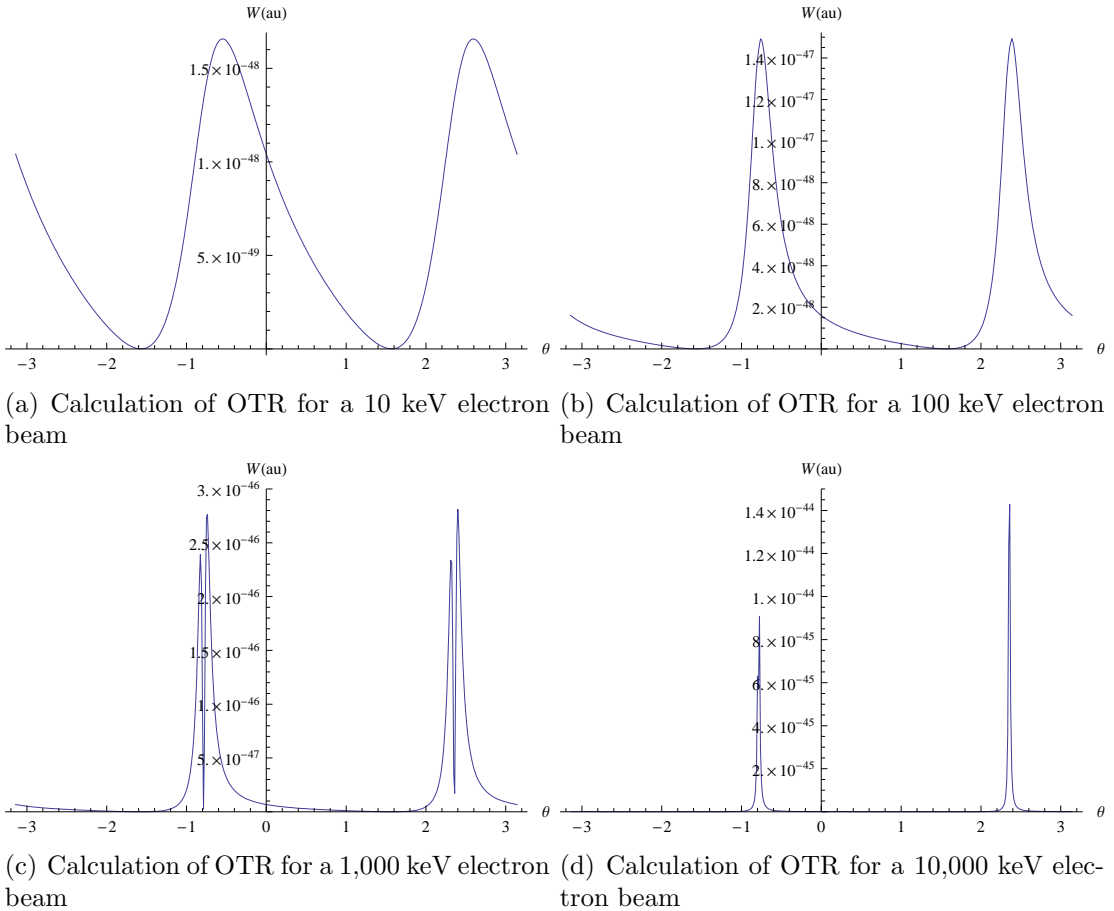 W(au)
1.5×10⁻⁴⁸
1.×10⁻⁴⁸
5.×10⁻⁴⁹
−3 −2 −1 0 1 2 3 θ
(a) Calculation of OTR for a 10 keV electron
beam
W(au)
1.4×10⁻⁴⁷
1.2×10⁻⁴⁷
1.×10⁻⁴⁷
8.×10⁻⁴⁸
6.×10⁻⁴⁸
4.×10⁻⁴⁸
2.×10⁻⁴⁸
−3 −2 −1 0 1 2 3 θ
(b) Calculation of OTR for a 100 keV electron
beam
W(au)
3.×10⁻⁴⁶
2.5×10⁻⁴⁶
2.×10⁻⁴⁶
1.5×10⁻⁴⁶
1.×10⁻⁴⁶
5.×10⁻⁴⁷
−3 −2 −1 0 1 2 3 θ
(c) Calculation of OTR for a 1,000 keV electron
beam
W(au)
1.4×10⁻⁴⁴
1.2×10⁻⁴⁴
1.×10⁻⁴⁴
8.×10⁻⁴⁵
6.×10⁻⁴⁵
4.×10⁻⁴⁵
2.×10⁻⁴⁵
−3 −2 −1 0 1 2 3 θ
(d) Calculation of OTR for a 10,000 keV elec-
tron beam